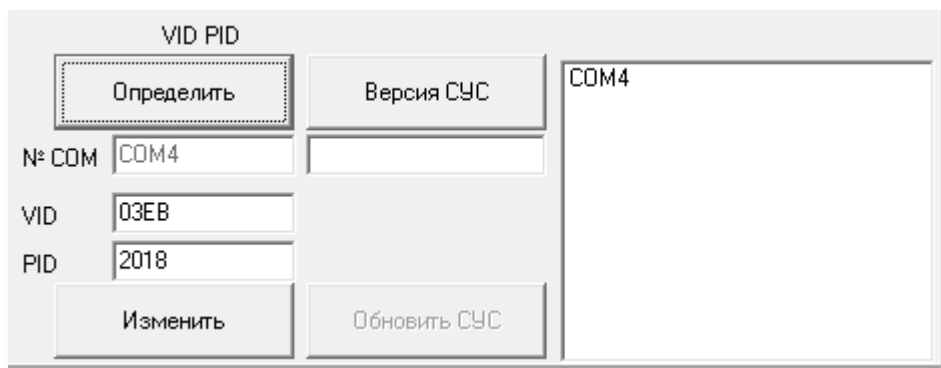 VID PID
Определить
Версия СУС
COM4
№ COM
COM4
VID
03EB
PID
2018
Изменить
Обновить СУС